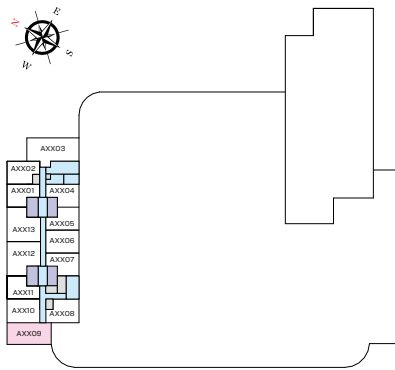 N
E
S
W
AXX03
AXX02
AXX01 AXX04
AXX05
AXX13
AXX06
AXX12
AXX07
AXX11
AXX10 AXX08
AXX09